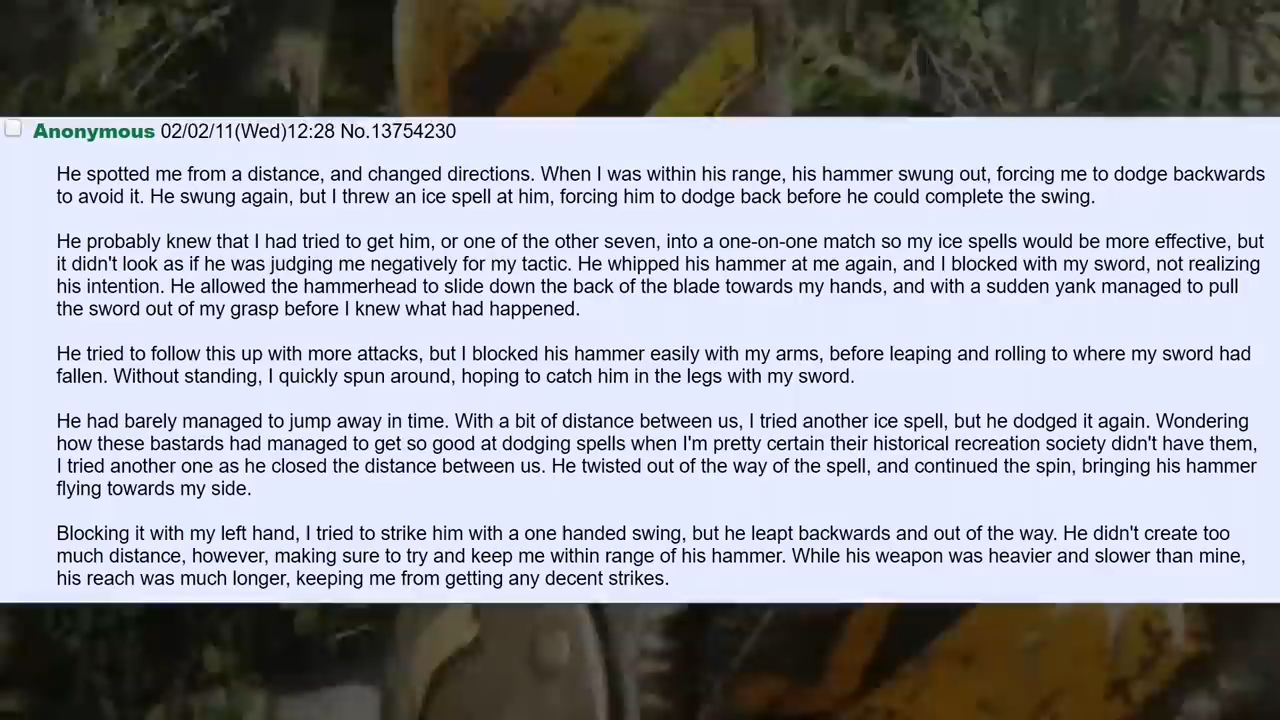 Anonymous 02/02/11(Wed)12:28 No.13754230
He spotted me from a distance, and changed directions. When I was within his range, his hammer swung out, forcing me to dodge backwards
to avoid it. He swung again, but I threw an ice spell at him, forcing him to dodge back before he could complete the swing.
He probably knew that I had tried to get him, or one of the other seven, into a one-on-one match so my ice spells would be more effective, but
it didn't look as if he was judging me negatively for my tactic. He whipped his hammer at me again, and I blocked with my sword, not realizing
his intention. He allowed the hammerhead to slide down the back of the blade towards my hands, and with a sudden yank managed to pull
the sword out of my grasp before I knew what had happened.
He tried to follow this up with more attacks, but I blocked his hammer easily with my arms, before leaping and rolling to where my sword had
fallen. Without standing, I quickly spun around, hoping to catch him in the legs with my sword.
He had barely managed to jump away in time. With a bit of distance between us, I tried another ice spell, but he dodged it again. Wondering
how these bastards had managed to get so good at dodging spells when I'm pretty certain their historical recreation society didn't have them,
I tried another one as he closed the distance between us. He twisted out of the way of the spell, and continued the spin, bringing his hammer
flying towards my side.
Blocking it with my left hand, I tried to strike him with a one handed swing, but he leapt backwards and out of the way. He didn't create too
much distance, however, making sure to try and keep me within range of his hammer. While his weapon was heavier and slower than mine,
his reach was much longer, keeping me from getting any decent strikes.